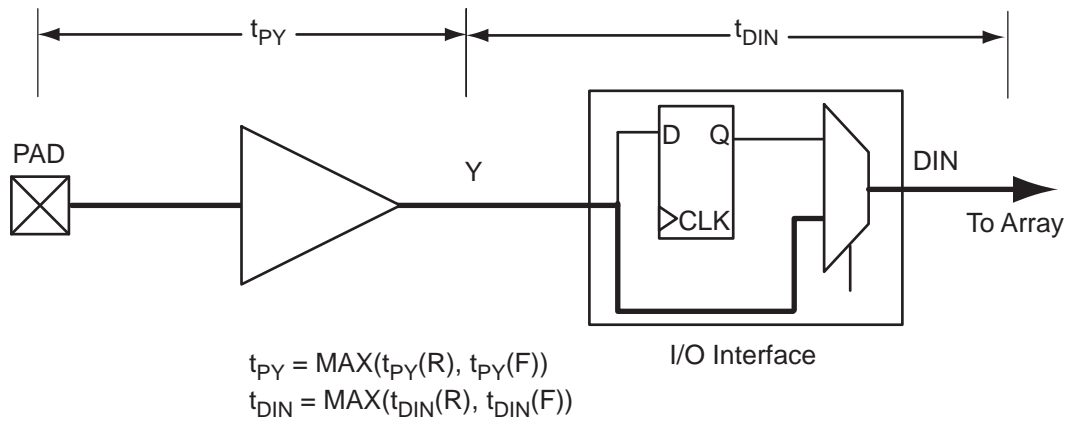 tPY
tDIN
PAD
Y
D Q
CLK
DIN
To Array
I/O Interface
tPY = MAX(tPY(R), tPY(F))
tDIN = MAX(tDIN(R), tDIN(F))